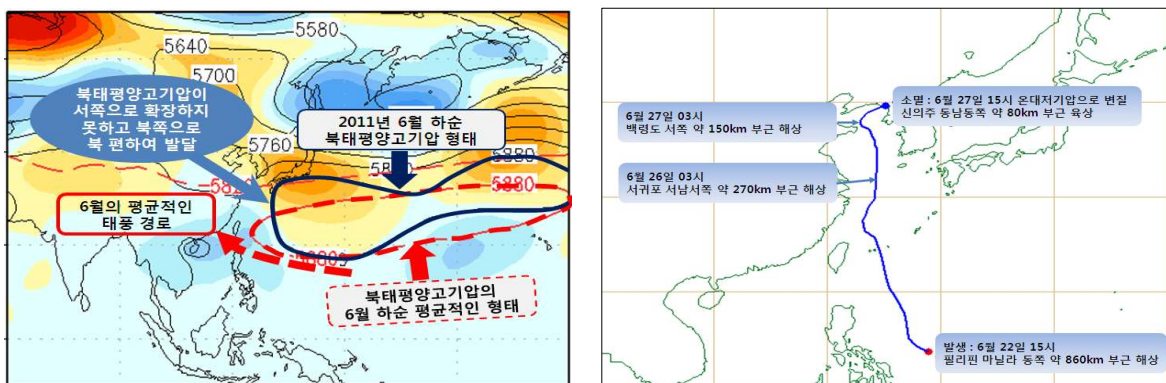 5580
5640
5700
5760
5880
5880
북태평양고기압이
서쪽으로 확장하지
못하고 북쪽으로
북 편하여 발달
2011년 6월 하순
북태평양고기압 형태
6월의 평균적인
태풍 경로
북태평양고기압의
6월 하순 평균적인 형태
6월 27일 03시
백령도 서쪽 약 150km 부근 해상
소멸 : 6월 27일 15시 온대저기압으로 변질
신의주 동남동쪽 약 80km 부근 육상
6월 26일 03시
서귀포 서남서쪽 약 270km 부근 해상
발생 : 6월 22일 15시
필리핀 마닐라 동쪽 약 860km 부근 해상